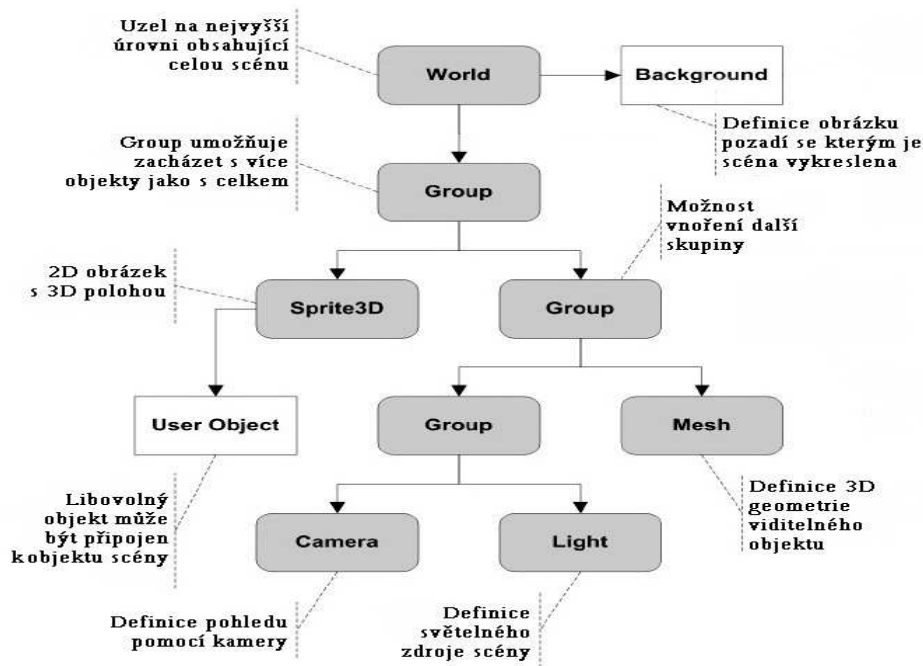 Uzel na nejvyšší
úrovni obsahující
celou scénu
World
Background
Definice obrázku
pozadí se kterým je
scéna vykreslena
Group umožňuje
zacházet s více
objekty jako s celkem
Group
Možnost
vnoření další
skupiny
2D obrázek
s 3D polohou
Sprite3D
Group
User Object
Group
Mesh
Libovolný
objekt může
být připojen
k objektu scény
Camera
Light
Definice 3D
geometrie
viditelného
objektu
Definice pohledu
pomocí kamery
Definice
světelného
zdroje scény